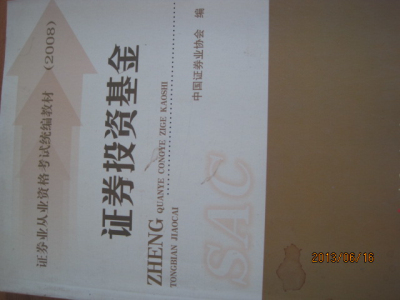 证券业从业资格考试统编教材 (2008)
证券投资基金
ZHENG QUANYE CONGYE ZIGE KAOSHI
TONGBIAN JIAOCAI
中国证券业协会 编
SAC
2013/06/16